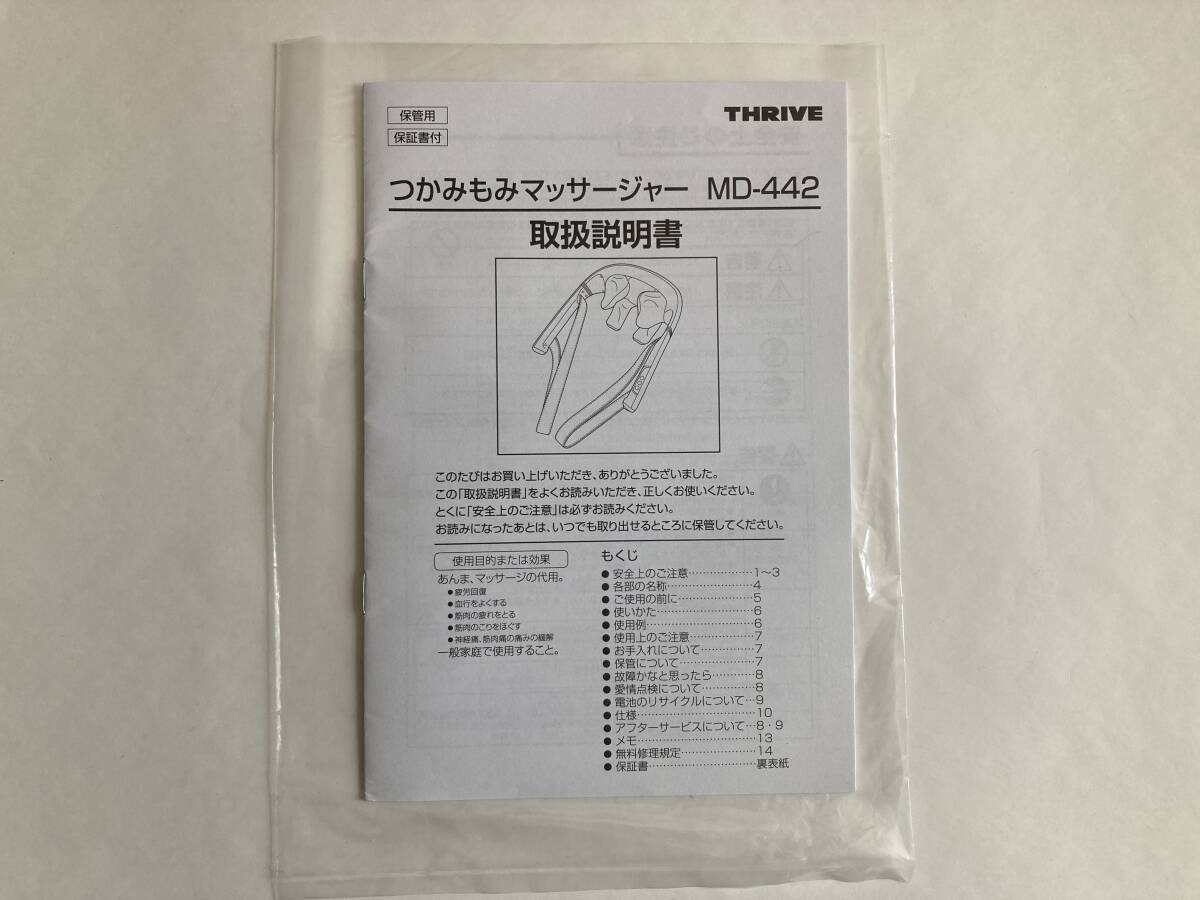 保管用
保証書付
THRIVE
つかみもみマッサージャー MD-442
取扱説明書
このたびはお買い上げいただき、ありがとうございました。
この「取扱説明書」をよくお読みいただき、正しくお使いください。
とくに「安全上のご注意」は必ずお読みください。
お読みになったあとは、いつでも取り出せるところに保管してください。
使用目的または効果
あんま、マッサージの代用。
●疲労回復
●血行をよくする
●筋肉の疲れをとる
●筋肉のこりをほぐす
●神経痛、筋肉痛の痛みの緩解
一般家庭で使用すること。
もくじ
●安全上のご注意…………………1〜3
●各部の名称………………………4
●ご使用の前に……………………5
●使いかた…………………………6
●使用例……………………………6
●使用上のご注意…………………7
●お手入れについて……………7
●保管について…………………7
●故障かなと思ったら…………8
●愛情点検について……………8
●電池のリサイクルについて…9
●仕様……………………………10
●アフターサービスについて…8・9
●メモ……………………………13
●無料修理規定…………………14
●保証書…………………………裏表紙